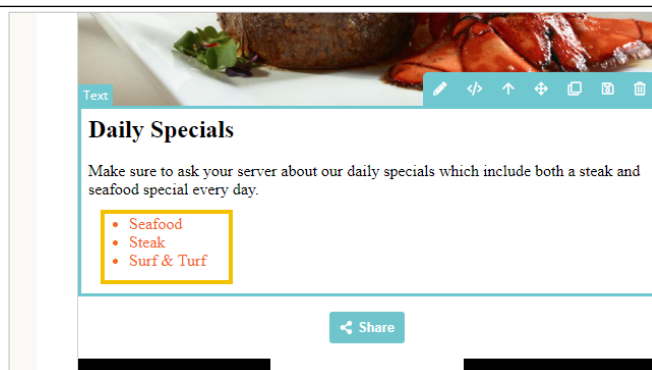 Text
Daily Specials
Make sure to ask your server about our daily specials which include both a steak and
seafood special every day.
• Seafood
• Steak
• Surf & Turf
Share